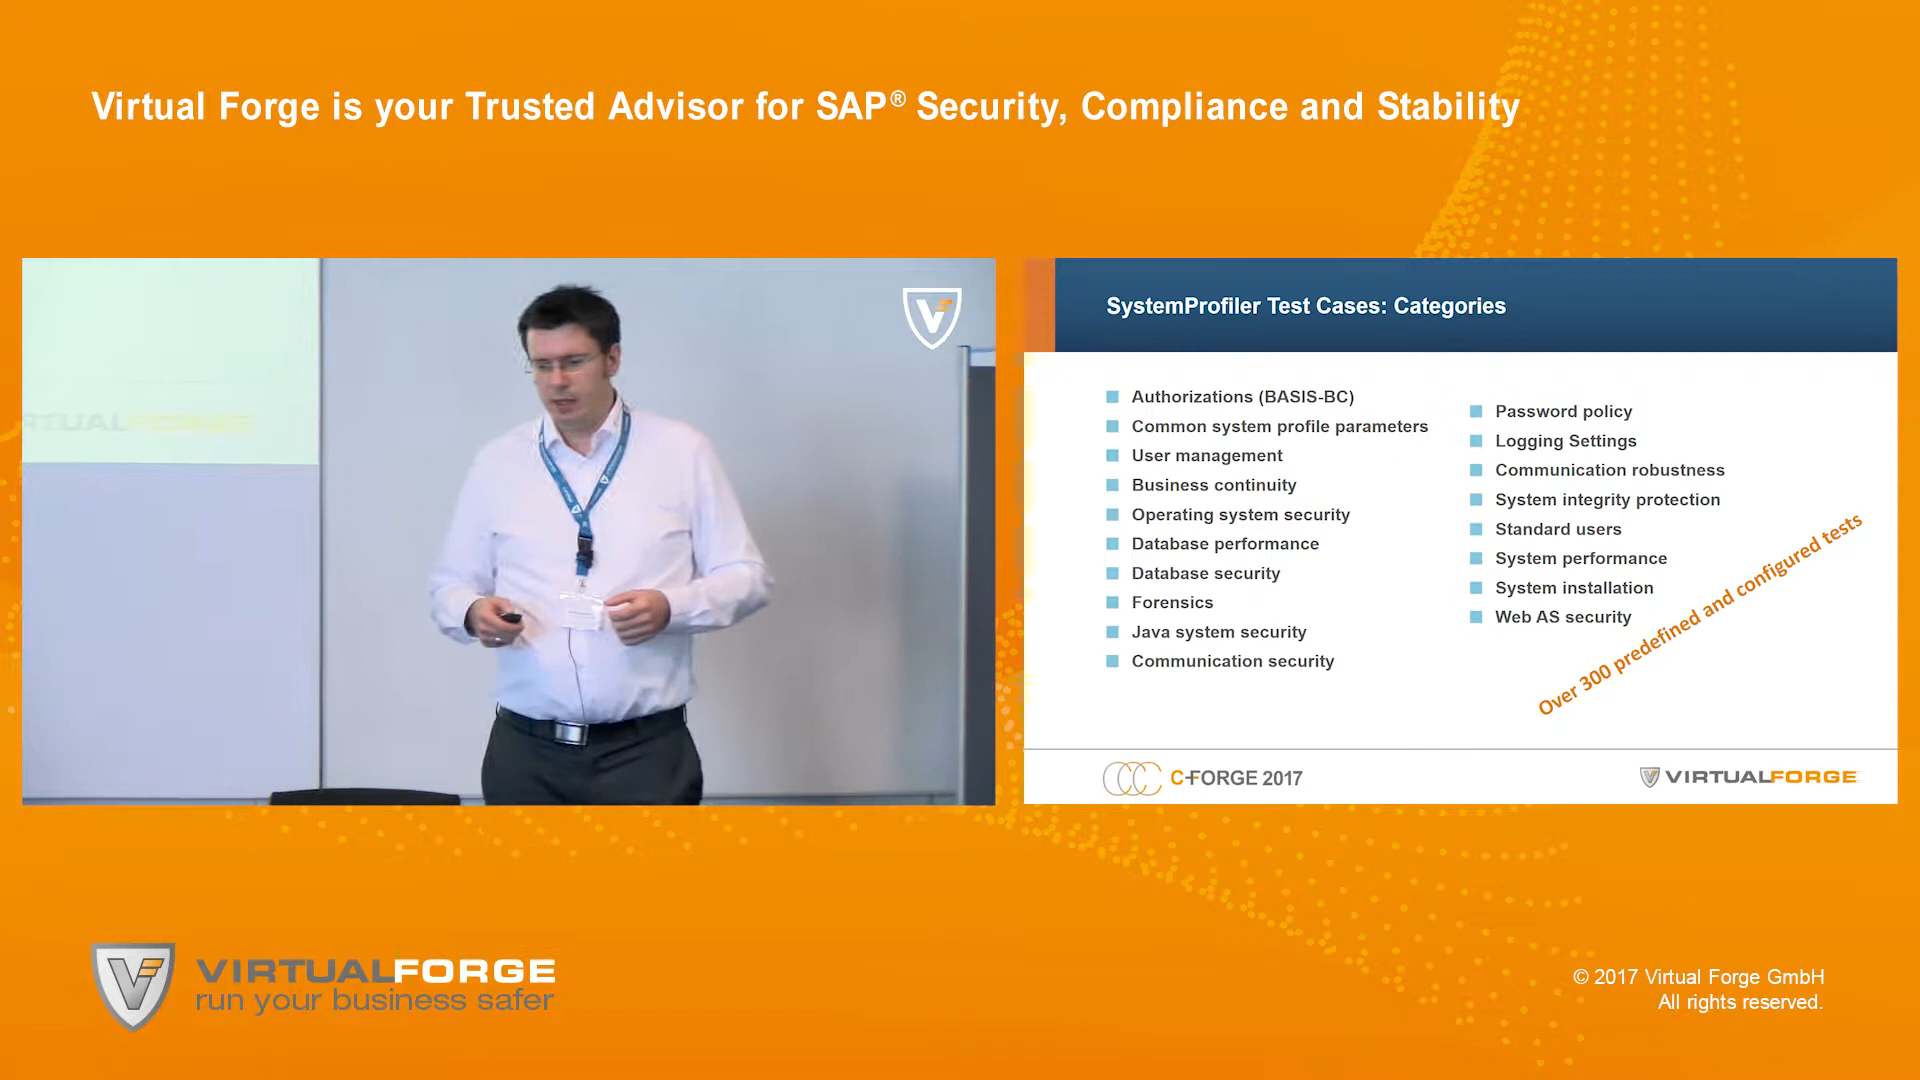 Virtual Forge is your Trusted Advisor for SAP® Security, Compliance and Stability
RTUALFORGE
SystemProfiler Test Cases: Categories
Authorizations (BASIS-BC)
Common system profile parameters
User management
Business continuity
Operating system security
Database performance
Database security
Forensics
Java system security
Communication security
Password policy
Logging Settings
Communication robustness
System integrity protection
Standard users
System performance
System installation
Web AS security
Over 300 predefined and configured tests
C-FORGE 2017
VIRTUALFORGE
VIRTUALFORGE
run your business safer
© 2017 Virtual Forge GmbH
All rights reserved.